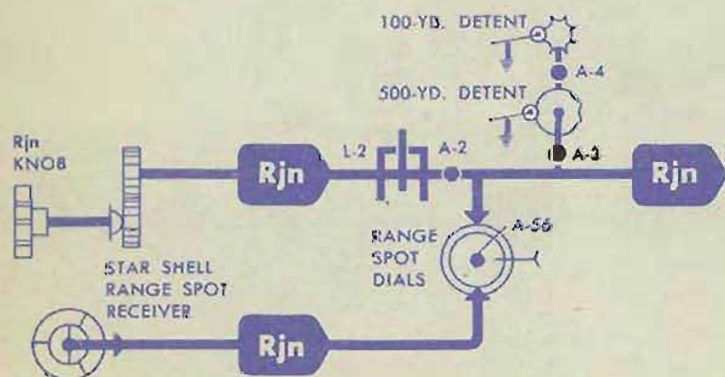 100-YD. DETENT
A-4
500-YD. DETENT
A-3
Rjn
KNOB
Rjn
L-2
A-2
Rjn
A-56
RANGE
SPOT
DIALS
STAR SHELL
RANGE SPOT
RECEIVER
Rjn